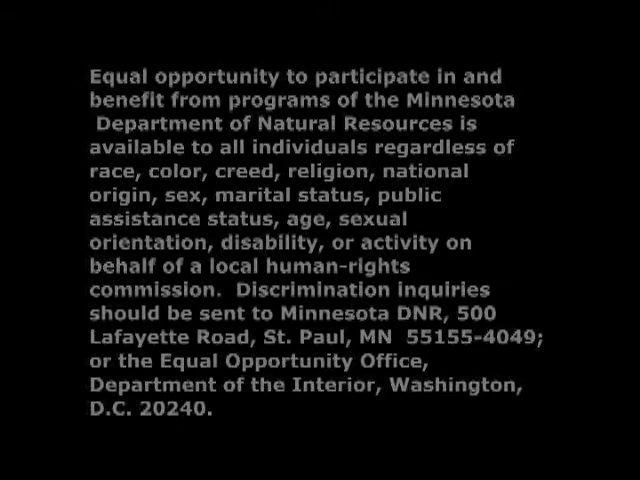 Equal opportunity to participate in and
benefit from programs of the Minnesota
Department of Natural Resources is
available to all individuals regardless of
race, color, creed, religion, national
origin, sex, marital status, public
assistance status, age, sexual
orientation, disability, or activity on
behalf of a local human-rights
commission.  Discrimination inquiries
should be sent to Minnesota DNR, 500
Lafayette Road, St. Paul, MN  55155-4049;
or the Equal Opportunity Office,
Department of the Interior, Washington,
D.C. 20240.